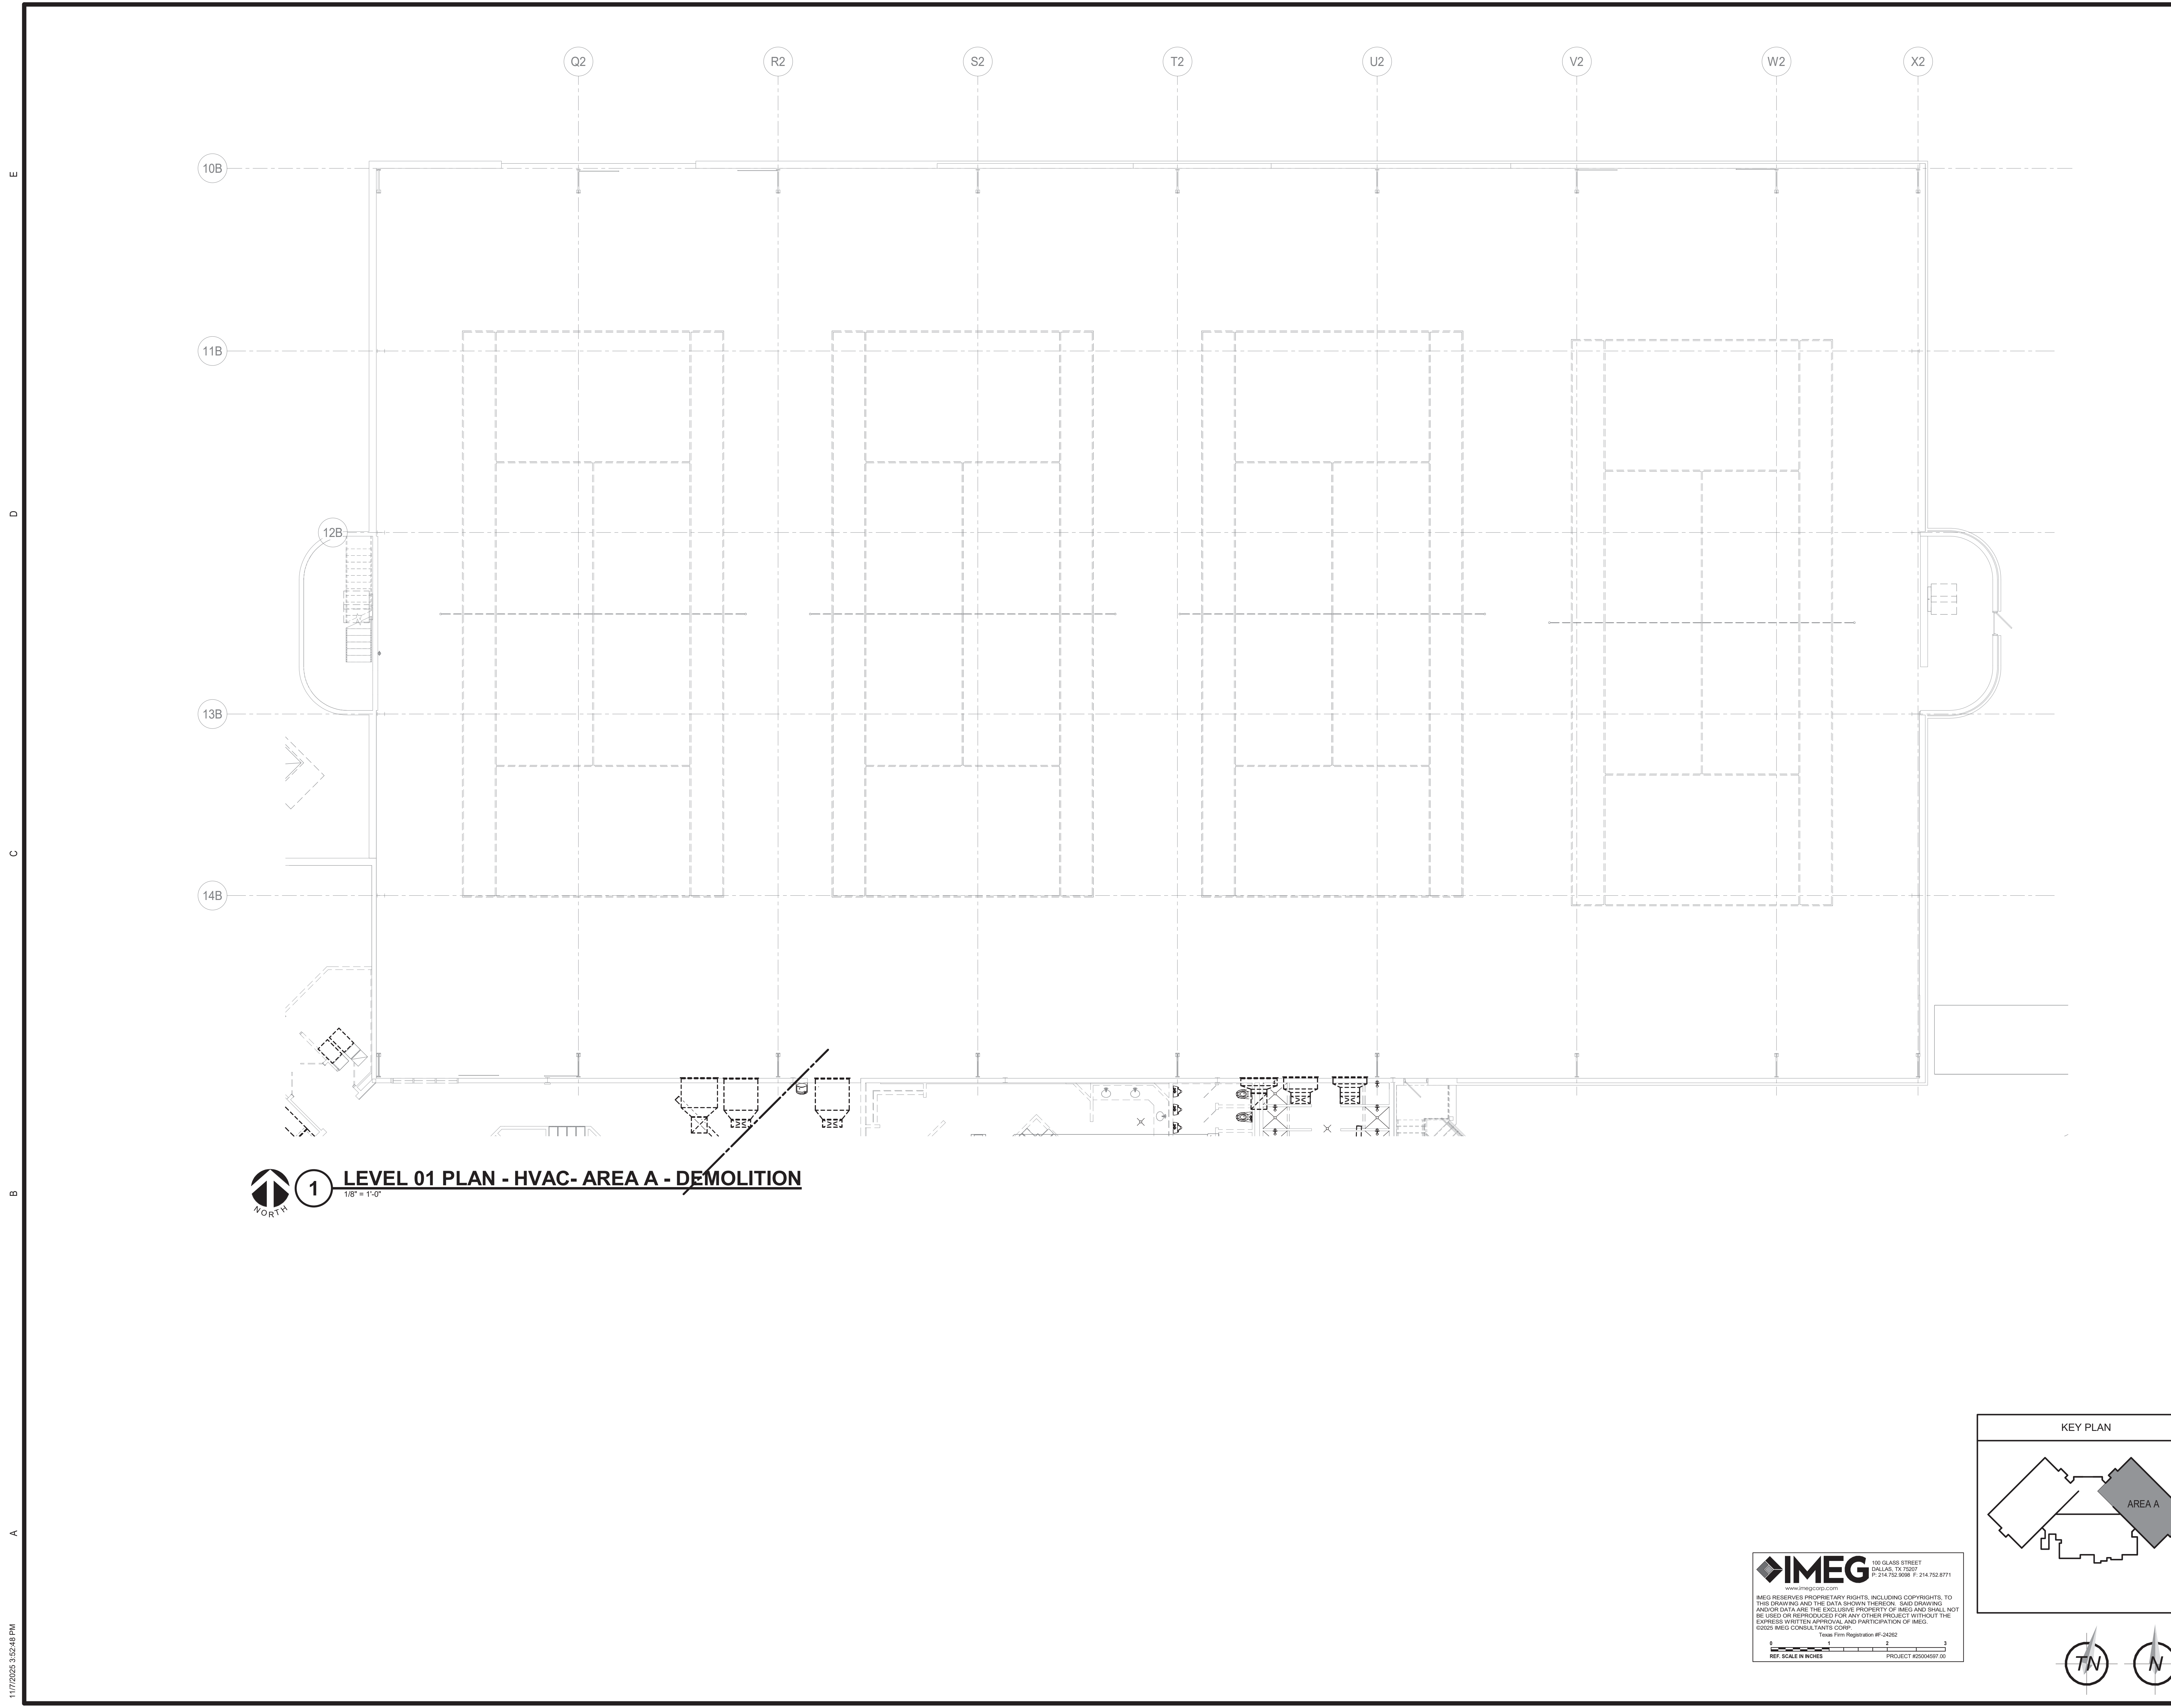 Q2 R2 S2 T2 U2 V2 W2 X2
10B
E
11B
D
12B
13B
C
14B
1 LEVEL 01 PLAN - HVAC- AREA A - DEMOLITION
1/8" = 1'-0"
NORTH
B
KEY PLAN
AREA A
A
IMEG
www.imegcorp.com
100 GLASS STREET
DALLAS, TX 75207
P: 214.752.9098 F: 214.752.8771
IMEG RESERVES PROPRIETARY RIGHTS, INCLUDING COPYRIGHTS, TO
THIS DRAWING AND THE DATA SHOWN THEREON. SAID DRAWING
AND/OR DATA ARE THE EXCLUSIVE PROPERTY OF IMEG AND SHALL NOT
BE USED OR REPRODUCED FOR ANY OTHER PROJECT WITHOUT THE
EXPRESS WRITTEN APPROVAL AND PARTICIPATION OF IMEG.
©2025 IMEG CONSULTANTS CORP.
Texas Firm Registration #F-24262
0 1 2 3
REF. SCALE IN INCHES PROJECT #25004597.00
TN N
11/7/2025 3:52:48 PM